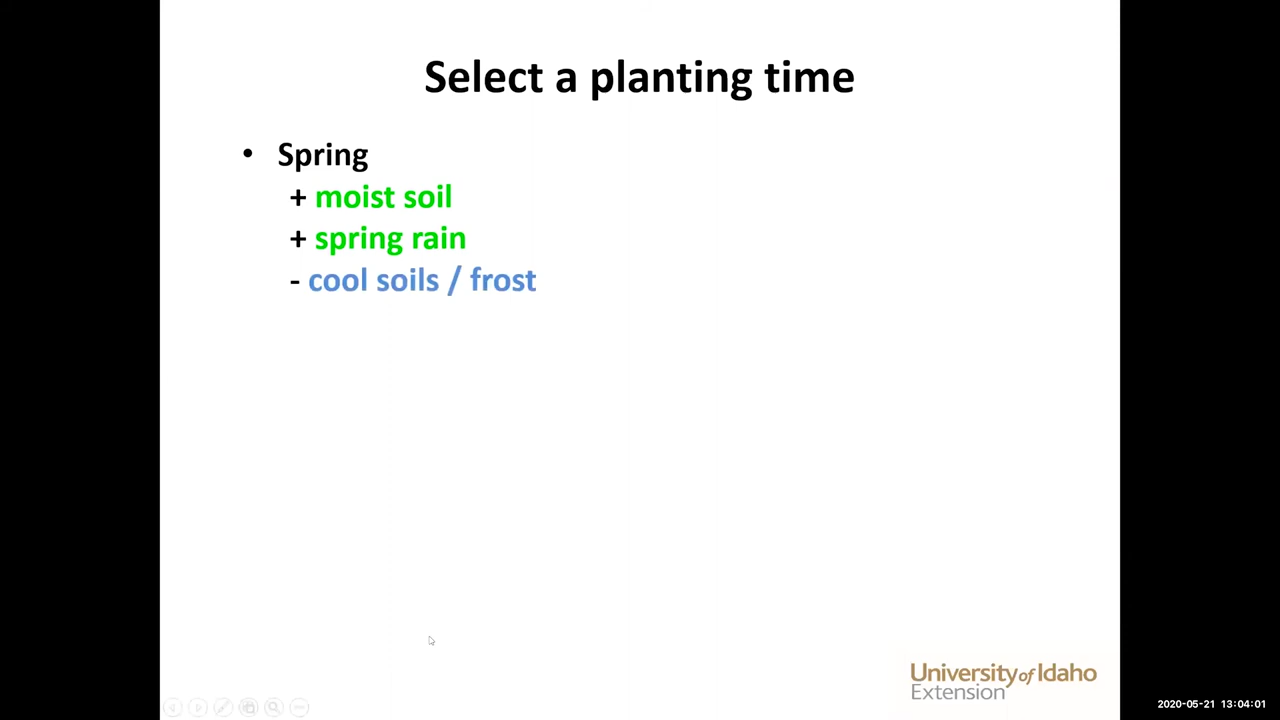 Select a planting time
• Spring
+ moist soil
+ spring rain
- cool soils / frost
University of Idaho
Extension
2020-05-21 13:04:01